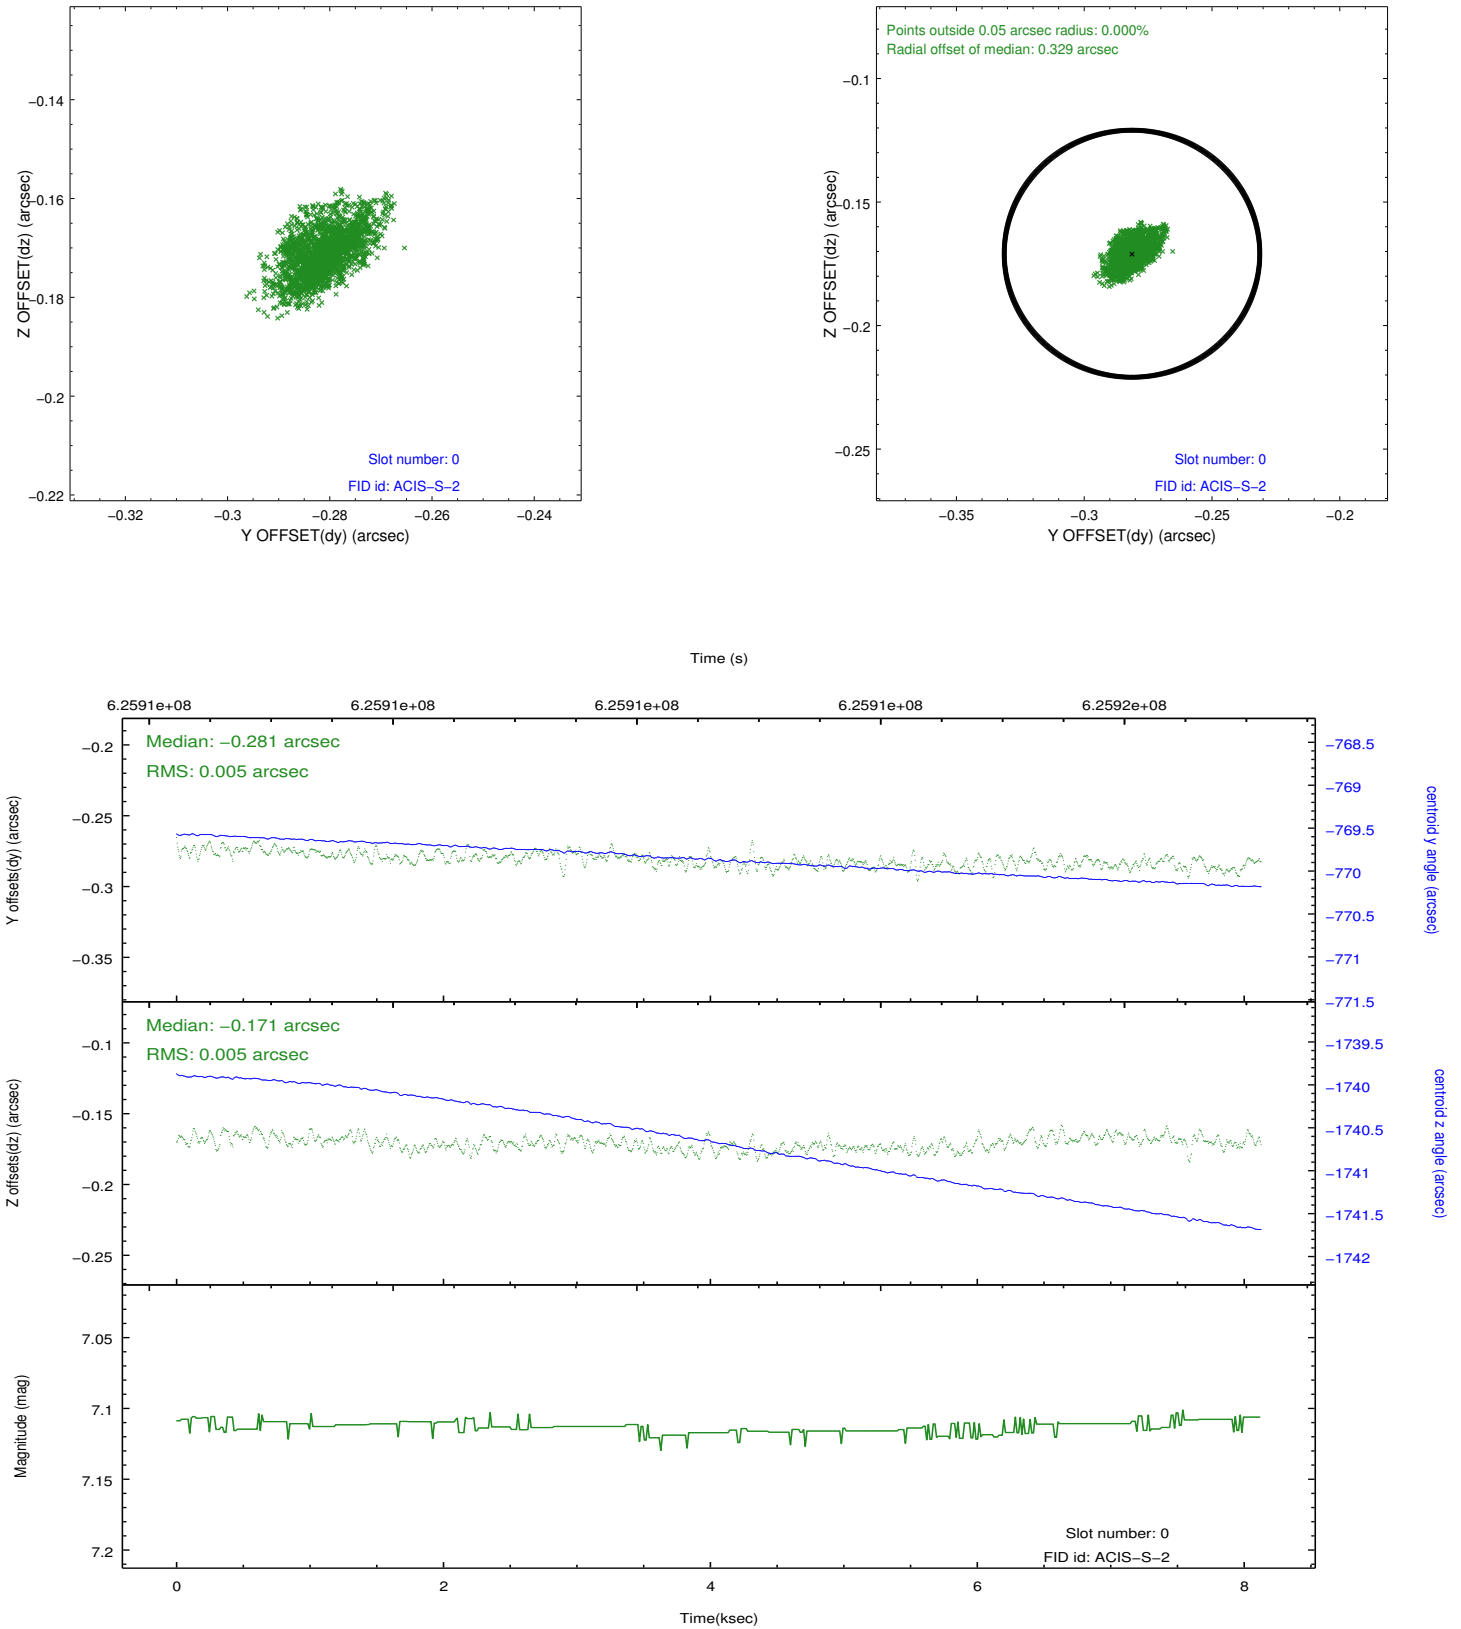 −0.14
−0.16
−0.18
−0.2
−0.22
Z OFFSET(dz) (arcsec)
Slot number: 0
FID id: ACIS−S−2
−0.32
−0.3
−0.28
−0.26
−0.24
Y OFFSET(dy) (arcsec)
Points outside 0.05 arcsec radius: 0.000%
Radial offset of median: 0.329 arcsec
−0.1
−0.15
−0.2
−0.25
Z OFFSET(dz) (arcsec)
Slot number: 0
FID id: ACIS−S−2
−0.35
−0.3
−0.25
−0.2
Y OFFSET(dy) (arcsec)
Time (s)
6.2591e+08
6.2591e+08
6.2591e+08
6.2591e+08
6.2592e+08
Median: −0.281 arcsec
RMS: 0.005 arcsec
−0.2
−0.25
−0.3
−0.35
Y offsets(dy) (arcsec)
−768.5
−769
−769.5
−770
−770.5
−771
−771.5
centroid y angle (arcsec)
Median: −0.171 arcsec
RMS: 0.005 arcsec
−0.1
−0.15
−0.2
−0.25
Z offsets(dz) (arcsec)
−1739.5
−1740
−1740.5
−1741
−1741.5
−1742
centroid z angle (arcsec)
7.05
7.1
7.15
7.2
Magnitude (mag)
Slot number: 0
FID id: ACIS−S−2
0
2
4
6
8
Time(ksec)